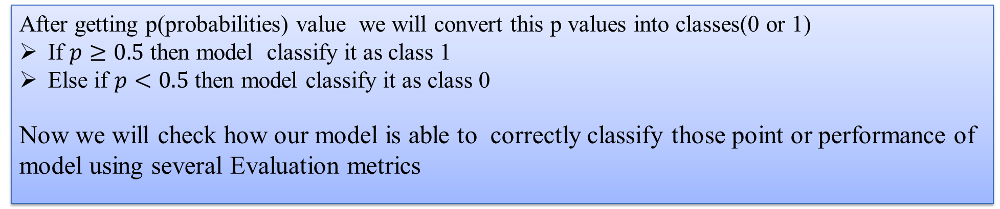 After getting p(probabilities) value  we will convert this p values into classes(0 or 1)
➢ If p ≥ 0.5 then model  classify it as class 1
➢ Else if p < 0.5 then model classify it as class 0
Now we will check how our model is able to  correctly classify those point or performance of
model using several Evaluation metrics